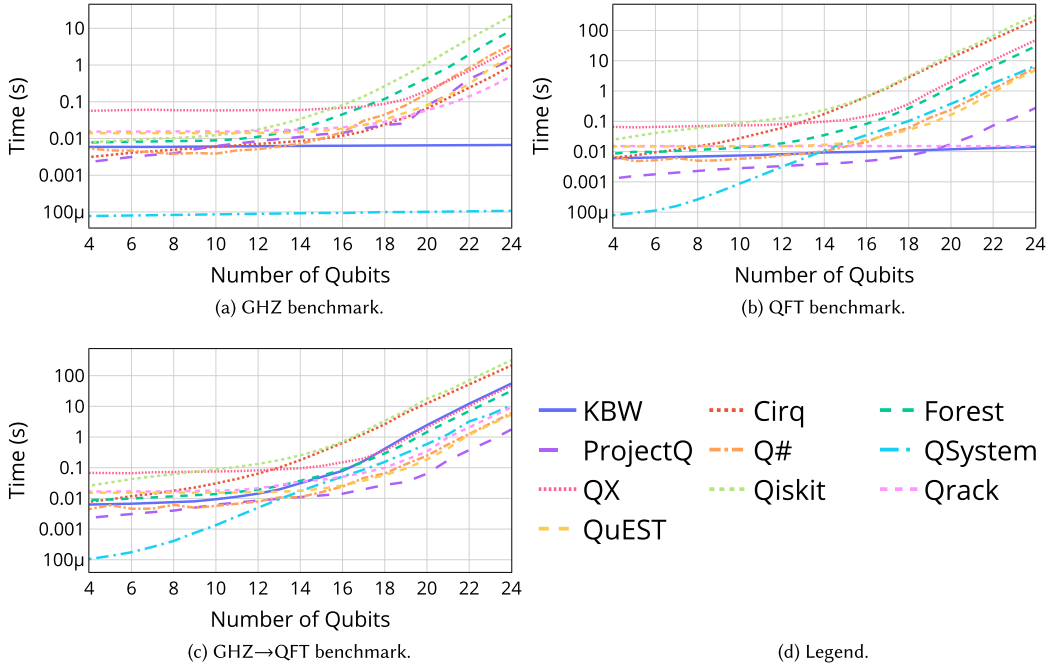 10
1
0.1
0.01
0.001
100μ
Time (s)
4 6 8 10 12 14 16 18 20 22 24
Number of Qubits
(a) GHZ benchmark.
100
10
1
0.1
0.01
0.001
100μ
Time (s)
4 6 8 10 12 14 16 18 20 22 24
Number of Qubits
(b) QFT benchmark.
100
10
1
0.1
0.01
0.001
100μ
Time (s)
4 6 8 10 12 14 16 18 20 22 24
Number of Qubits
(c) GHZ→QFT benchmark.
KBW Cirq Forest
ProjectQ Q# QSystem
QX Qiskit Qrack
QuEST
(d) Legend.